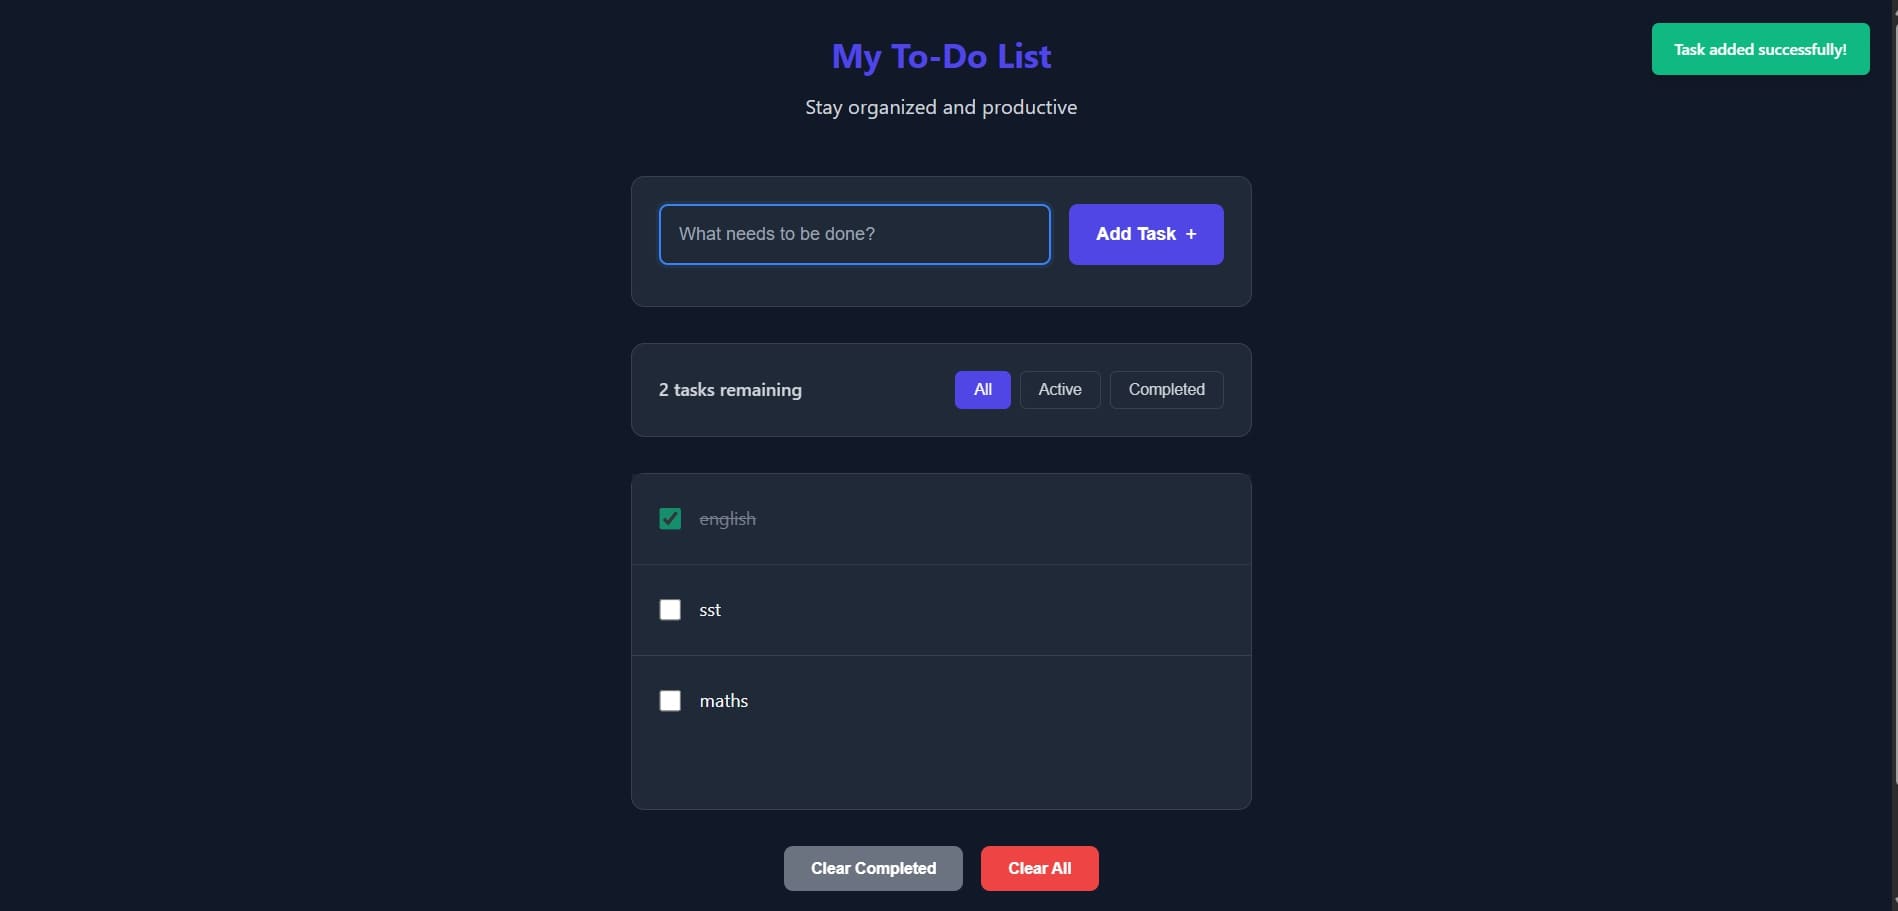 My To-Do List
Task added successfully!
Stay organized and productive
What needs to be done?
Add Task +
2 tasks remaining
All
Active
Completed
english
sst
maths
Clear Completed
Clear All